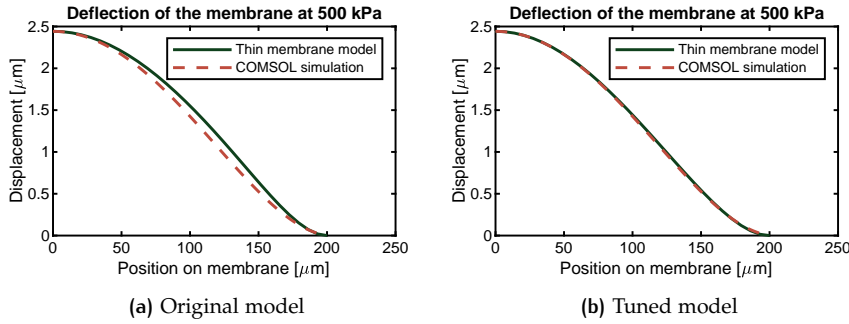 Deflection of the membrane at 500 kPa
2.5
2
1.5
1
0.5
0
Displacement [μm]
Thin membrane model
COMSOL simulation
0 50 100 150 200 250
Position on membrane [μm]
(a) Original model
Deflection of the membrane at 500 kPa
2.5
2
1.5
1
0.5
0
Displacement [μm]
Thin membrane model
COMSOL simulation
0 50 100 150 200 250
Position on membrane [μm]
(b) Tuned model